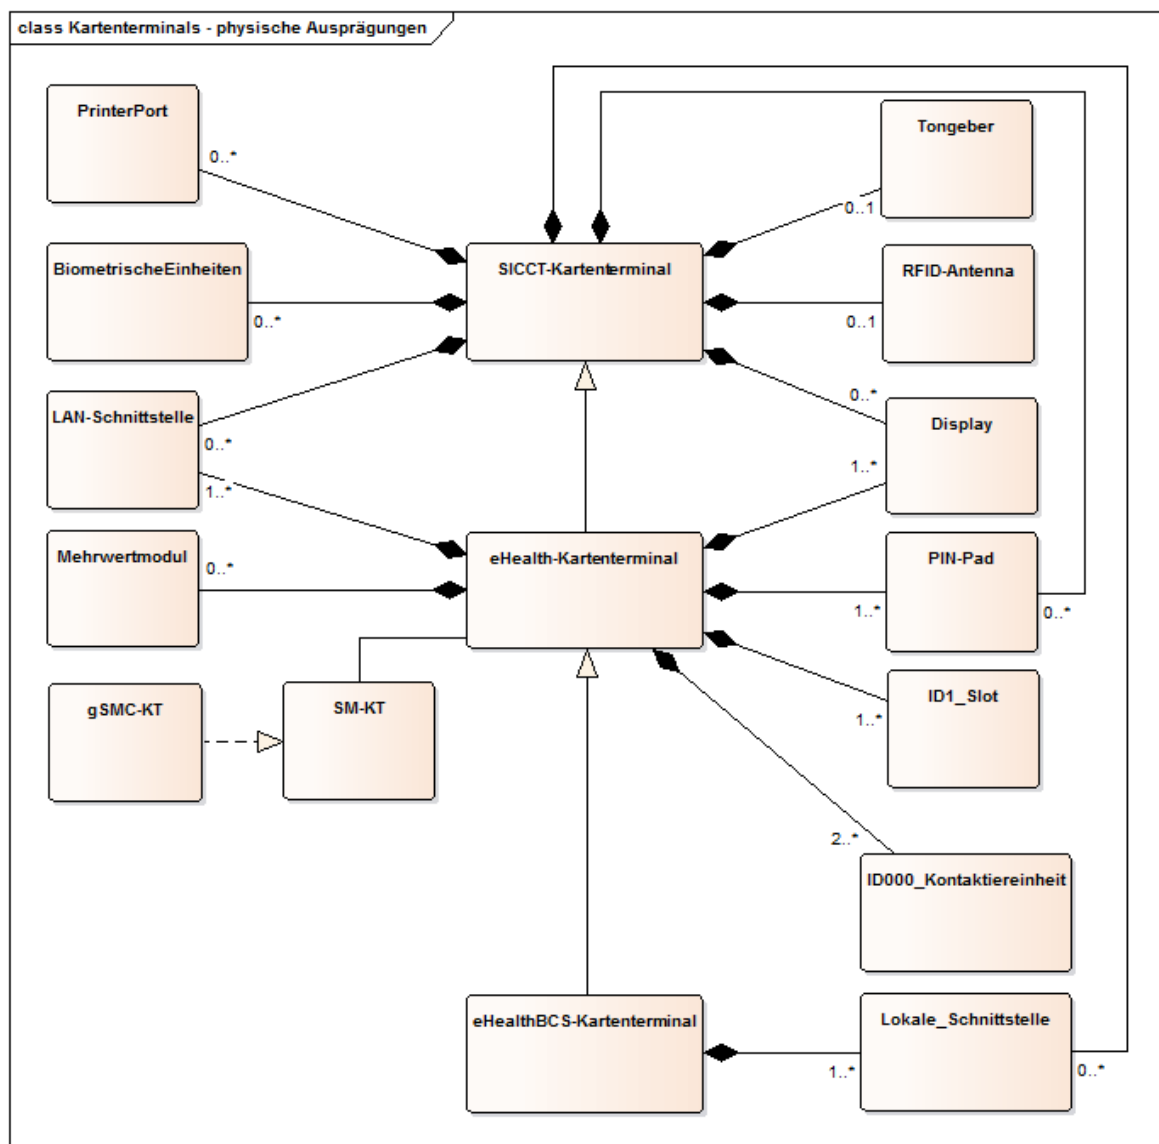 class Kartenterminals - physische Ausprägungen
PrinterPort
0..*
Tongeber
0..1
BiometrischeEinheiten
0..*
SICCT-Kartenterminal
RFID-Antenna
0..1
LAN-Schnittstelle
0..*
1..*
Display
0..*
1..*
Mehrwertmodul
0..*
eHealth-Kartenterminal
PIN-Pad
1..*
0..*
gSMC-KT
SM-KT
ID1_Slot
1..*
2..*
ID000_Kontaktiereinheit
eHealthBCS-Kartenterminal
Lokale_Schnittstelle
1..*
0..*